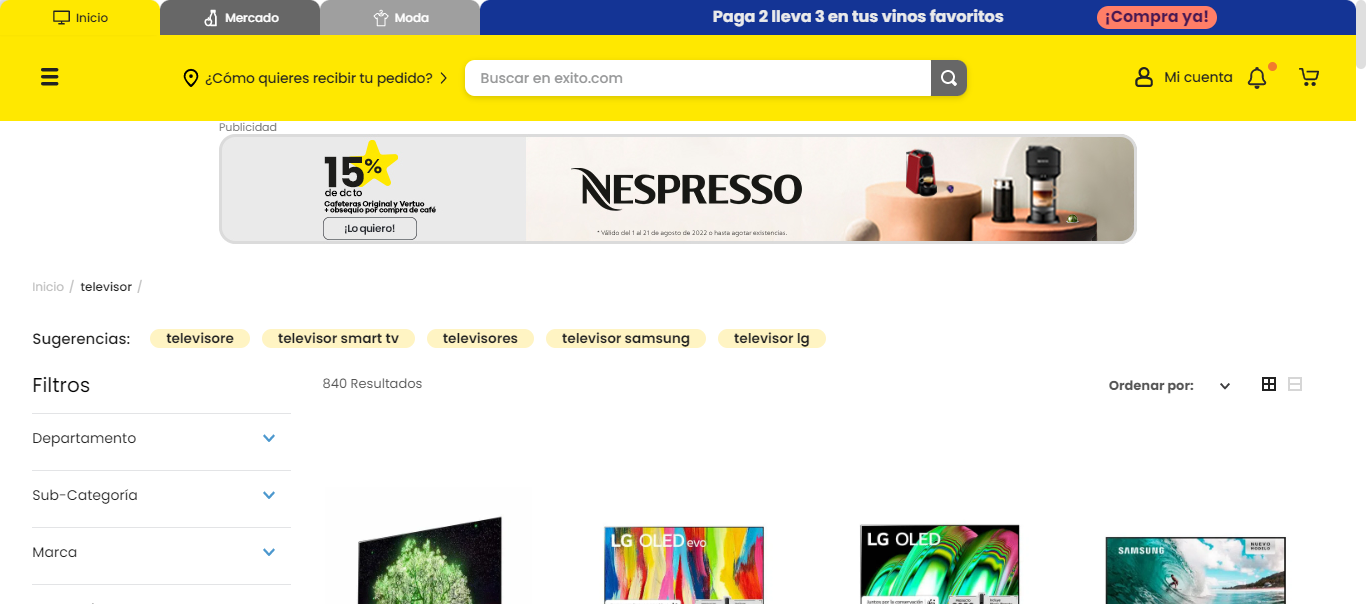 Inicio
Mercado
Moda
Paga 2 lleva 3 en tus vinos favoritos
¡Compra ya!
¿Cómo quieres recibir tu pedido?
Buscar en exito.com
Mi cuenta
Publicidad
15%
de dcto
Cafeteras Original y Vertuo
+ obsequio por compra de café
¡Lo quiero!
NESPRESSO
* Válido del 1 al 21 de agosto de 2022 o hasta agotar existencias.
Inicio / televisor /
Sugerencias:
televisore
televisor smart tv
televisores
televisor samsung
televisor lg
Filtros
840 Resultados
Ordenar por:
Departamento
Sub-Categoría
Marca
LG OLED evo
LG OLED
SAMSUNG
NUEVO
MODELO